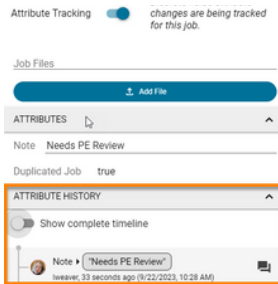 Attribute Tracking
changes are being tracked
for this job.
Job Files
Add File
ATTRIBUTES
Note Needs PE Review
Duplicated Job true
ATTRIBUTE HISTORY
Show complete timeline
Note "Needs PE Review"
lweaver, 33 seconds ago (9/22/2023, 10:28 AM)